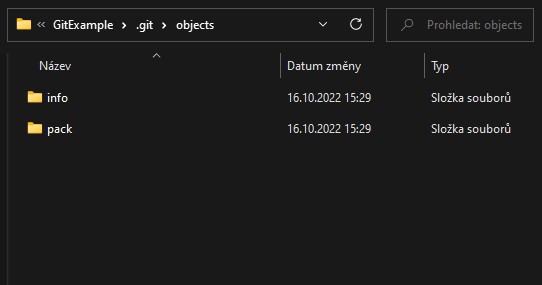 « GitExample > .git > objects
Prohledat: objects
Název Datum změny Typ
info 16.10.2022 15:29 Složka souborů
pack 16.10.2022 15:29 Složka souborů